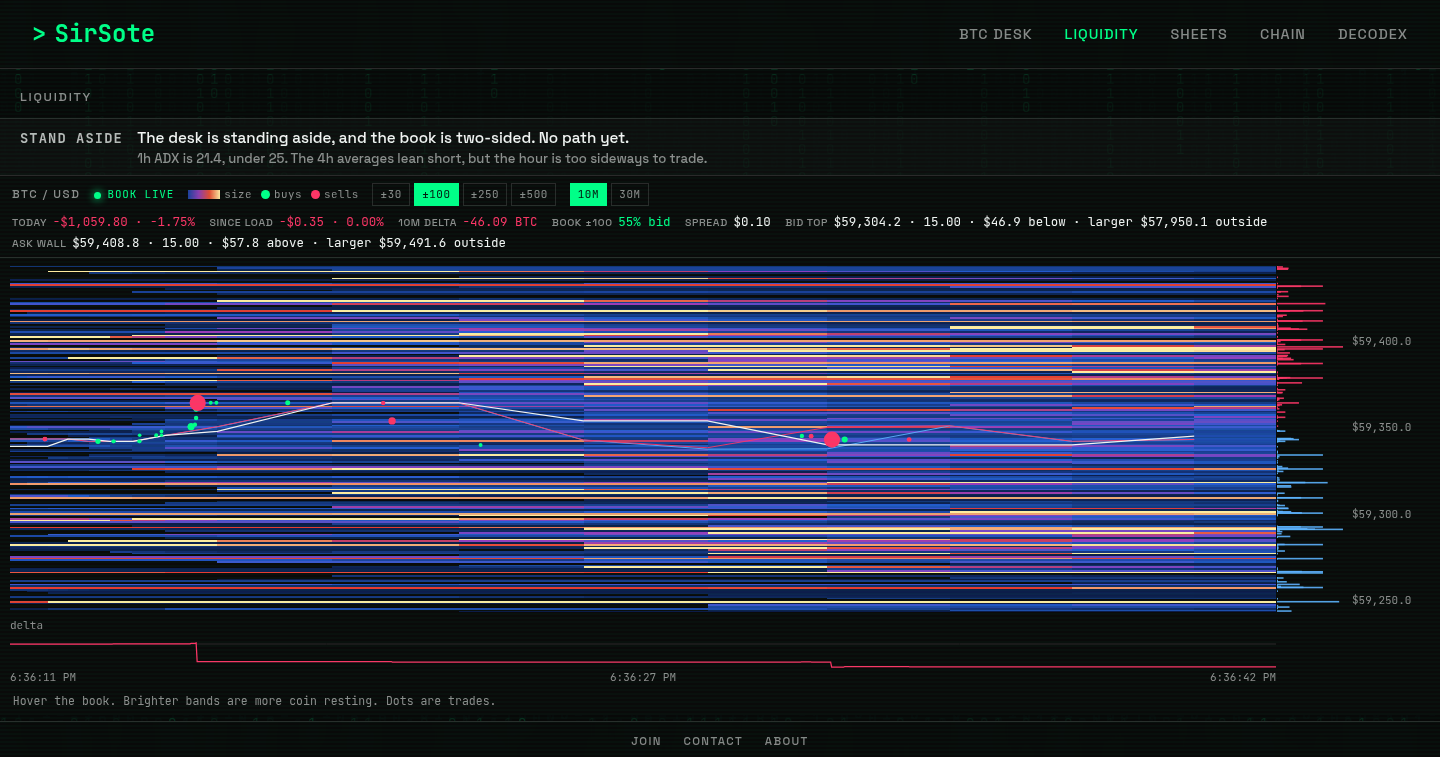 > SirSote
BTC DESK LIQUIDITY SHEETS CHAIN DECODEX
LIQUIDITY
STAND ASIDE The desk is standing aside, and the book is two-sided. No path yet.
1h ADX is 21.4, under 25. The 4h averages lean short, but the hour is too sideways to trade.
BTC / USD BOOK LIVE size buys sells ±30 ±100 ±250 ±500 10M 30M
TODAY -$1,059.80 · -1.75% SINCE LOAD -$0.35 · 0.00% 10M DELTA -46.09 BTC BOOK ±100 55% bid SPREAD $0.10 BID TOP $59,304.2 · 15.00 · $46.9 below · larger $57,950.1 outside
ASK WALL $59,408.8 · 15.00 · $57.8 above · larger $59,491.6 outside
$59,400.0
$59,350.0
$59,300.0
$59,250.0
delta
6:36:11 PM 6:36:27 PM 6:36:42 PM
Hover the book. Brighter bands are more coin resting. Dots are trades.
JOIN CONTACT ABOUT